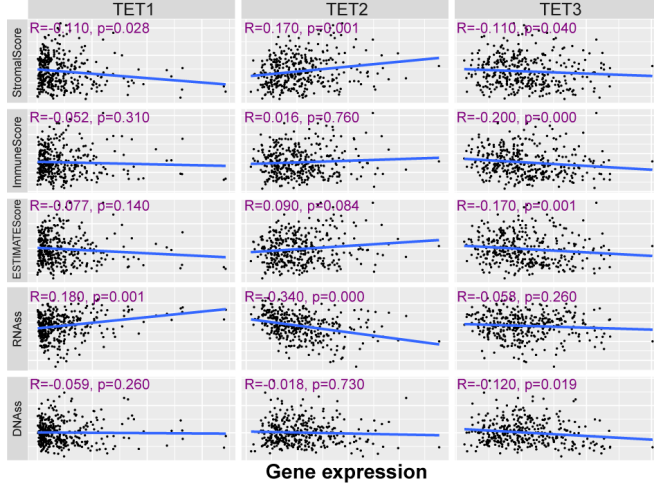 TET1 TET2 TET3
StromalScore R=-0.110, p=0.028 R=0.170, p=0.001 R=-0.110, p=0.040
ImmuneScore R=-0.052, p=0.310 R=0.016, p=0.760 R=-0.200, p=0.000
ESTIMATEScore R=-0.077, p=0.140 R=0.090, p=0.084 R=-0.170, p=0.001
RNAss R=0.180, p=0.001 R=-0.340, p=0.000 R=-0.058, p=0.260
DNAss R=-0.059, p=0.260 R=-0.018, p=0.730 R=-0.120, p=0.019
Gene expression